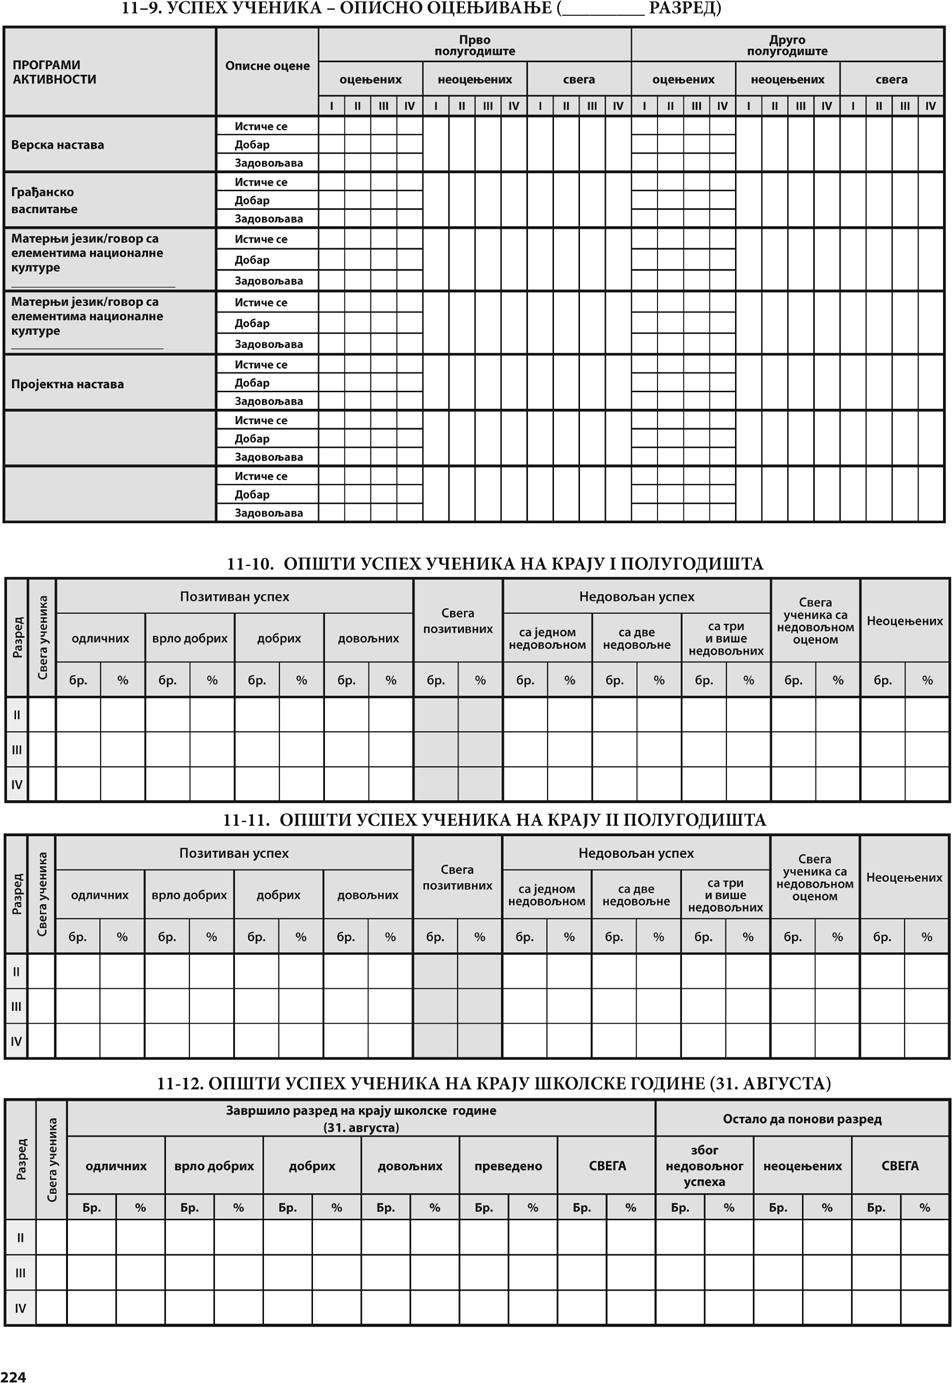 11–9. УСПЕХ УЧЕНИКА – ОПИСНО ОЦЕЊИВАЊЕ (__________ РАЗРЕД)
ПРОГРАМИ
АКТИВНОСТИ
Описне оцене
Прво
полугодиште
Друго
полугодиште
оцењених неоцењених свега оцењених неоцењених свега
I II III IV I II III IV I II III IV I II III IV I II III IV I II III IV
Верска настава
Истиче се
Добар
Задовољава
Грађанско
васпитање
Истиче се
Добар
Задовољава
Матерњи језик/говор са
елементима националне
културе
Истиче се
Добар
Задовољава
Матерњи језик/говор са
елементима националне
културе
Истиче се
Добар
Задовољава
Пројектна настава
Истиче се
Добар
Задовољава
Истиче се
Добар
Задовољава
Истиче се
Добар
Задовољава
11-10. ОПШТИ УСПЕХ УЧЕНИКА НА КРАЈУ I ПОЛУГОДИШТА
Разред
Свега ученика
Позитиван успех
Свега
позитивних
Недовољан успех
Свега
ученика са
недовољном
оценом
Неоцењених
одличних врло добрих добрих довољних
са једном
недовољном
са две
недовољне
са три
и више
недовољних
бр. % бр. % бр. % бр. % бр. % бр. % бр. % бр. % бр. % бр. %
II
III
IV
11-11. ОПШТИ УСПЕХ УЧЕНИКА НА КРАЈУ II ПОЛУГОДИШТА
Разред
Свега ученика
Позитиван успех
Свега
позитивних
Недовољан успех
Свега
ученика са
недовољном
оценом
Неоцењених
одличних врло добрих добрих довољних
са једном
недовољном
са две
недовољне
са три
и више
недовољних
бр. % бр. % бр. % бр. % бр. % бр. % бр. % бр. % бр. % бр. %
II
III
IV
11-12. ОПШТИ УСПЕХ УЧЕНИКА НА КРАЈУ ШКОЛСКЕ ГОДИНЕ (31. АВГУСТА)
Разред
Свега ученика
Завршило разред на крају школске године
(31. августа)
Остало да понови разред
одличних врло добрих добрих довољних преведено СВЕГА
због
недовољног
успеха
неоцењених СВЕГА
Бр. % Бр. % Бр. % Бр. % Бр. % Бр. % Бр. % Бр. % Бр. %
II
III
IV
224